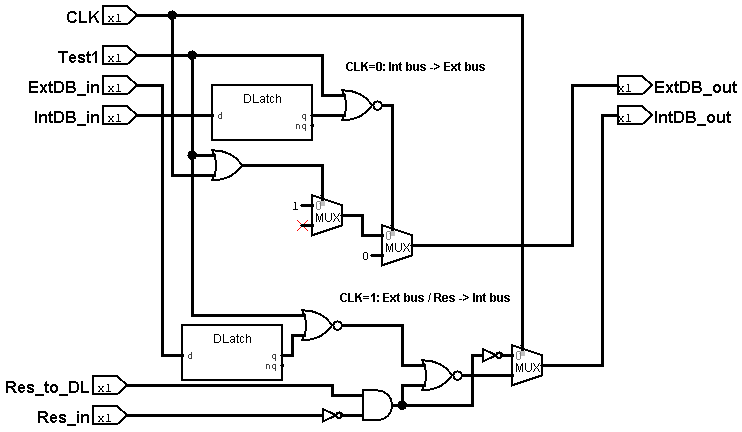 CLK x1
Test1 x1
CLK=0: Int bus -> Ext bus
ExtDB_in x1
x1 ExtDB_out
IntDB_in x1
x1 IntDB_out
DLatch
d
q
nq
1
0
MUX
0
MUX
0
CLK=1: Ext bus / Res -> Int bus
DLatch
d
q
nq
0
MUX
Res_to_DL x1
Res_in x1